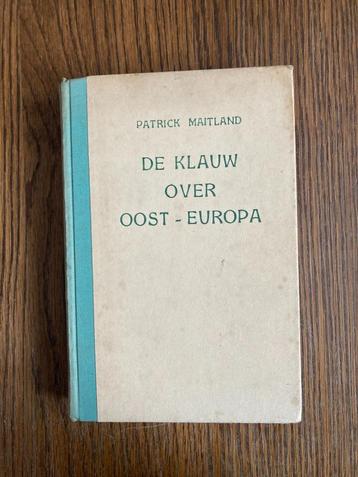 PATRICK MAITLAND
DE KLAUW
OVER
OOST - EUROPA